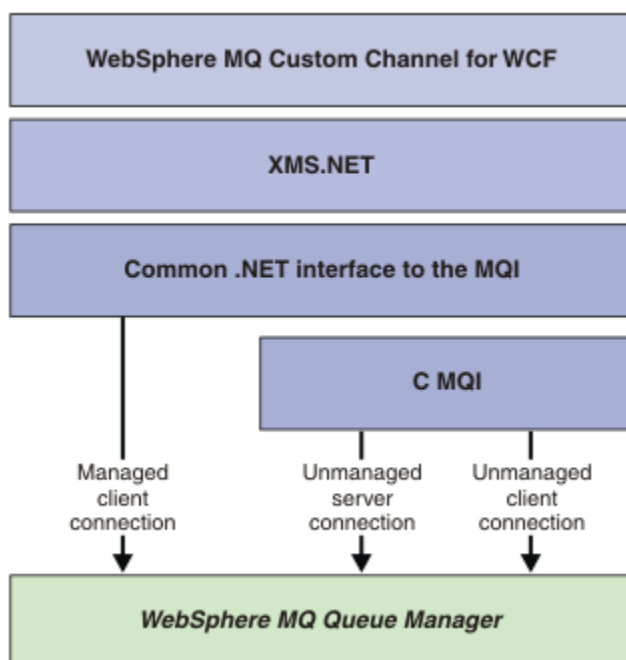 WebSphere MQ Custom Channel for WCF
XMS.NET
Common .NET interface to the MQI
C MQI
Managed
client
connection
Unmanaged
server
connection
Unmanaged
client
connection
WebSphere MQ Queue Manager